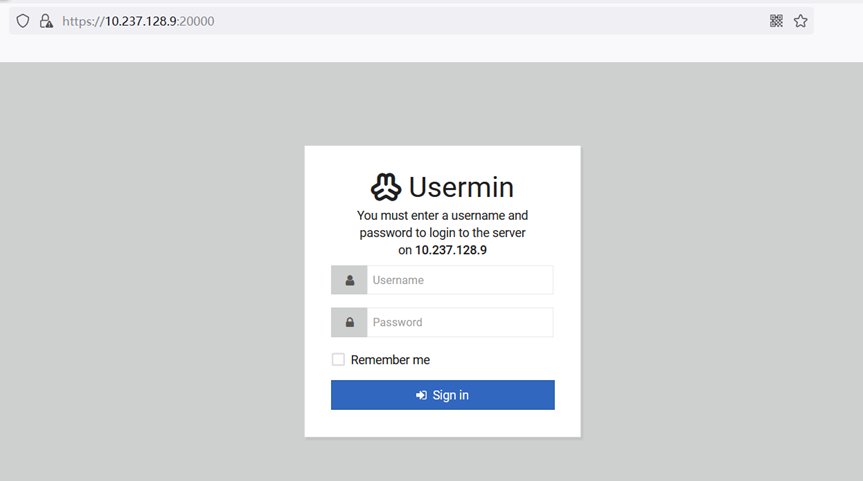 https://10.237.128.9:20000
Usermin
You must enter a username and
password to login to the server
on 10.237.128.9
Username
Password
Remember me
Sign in